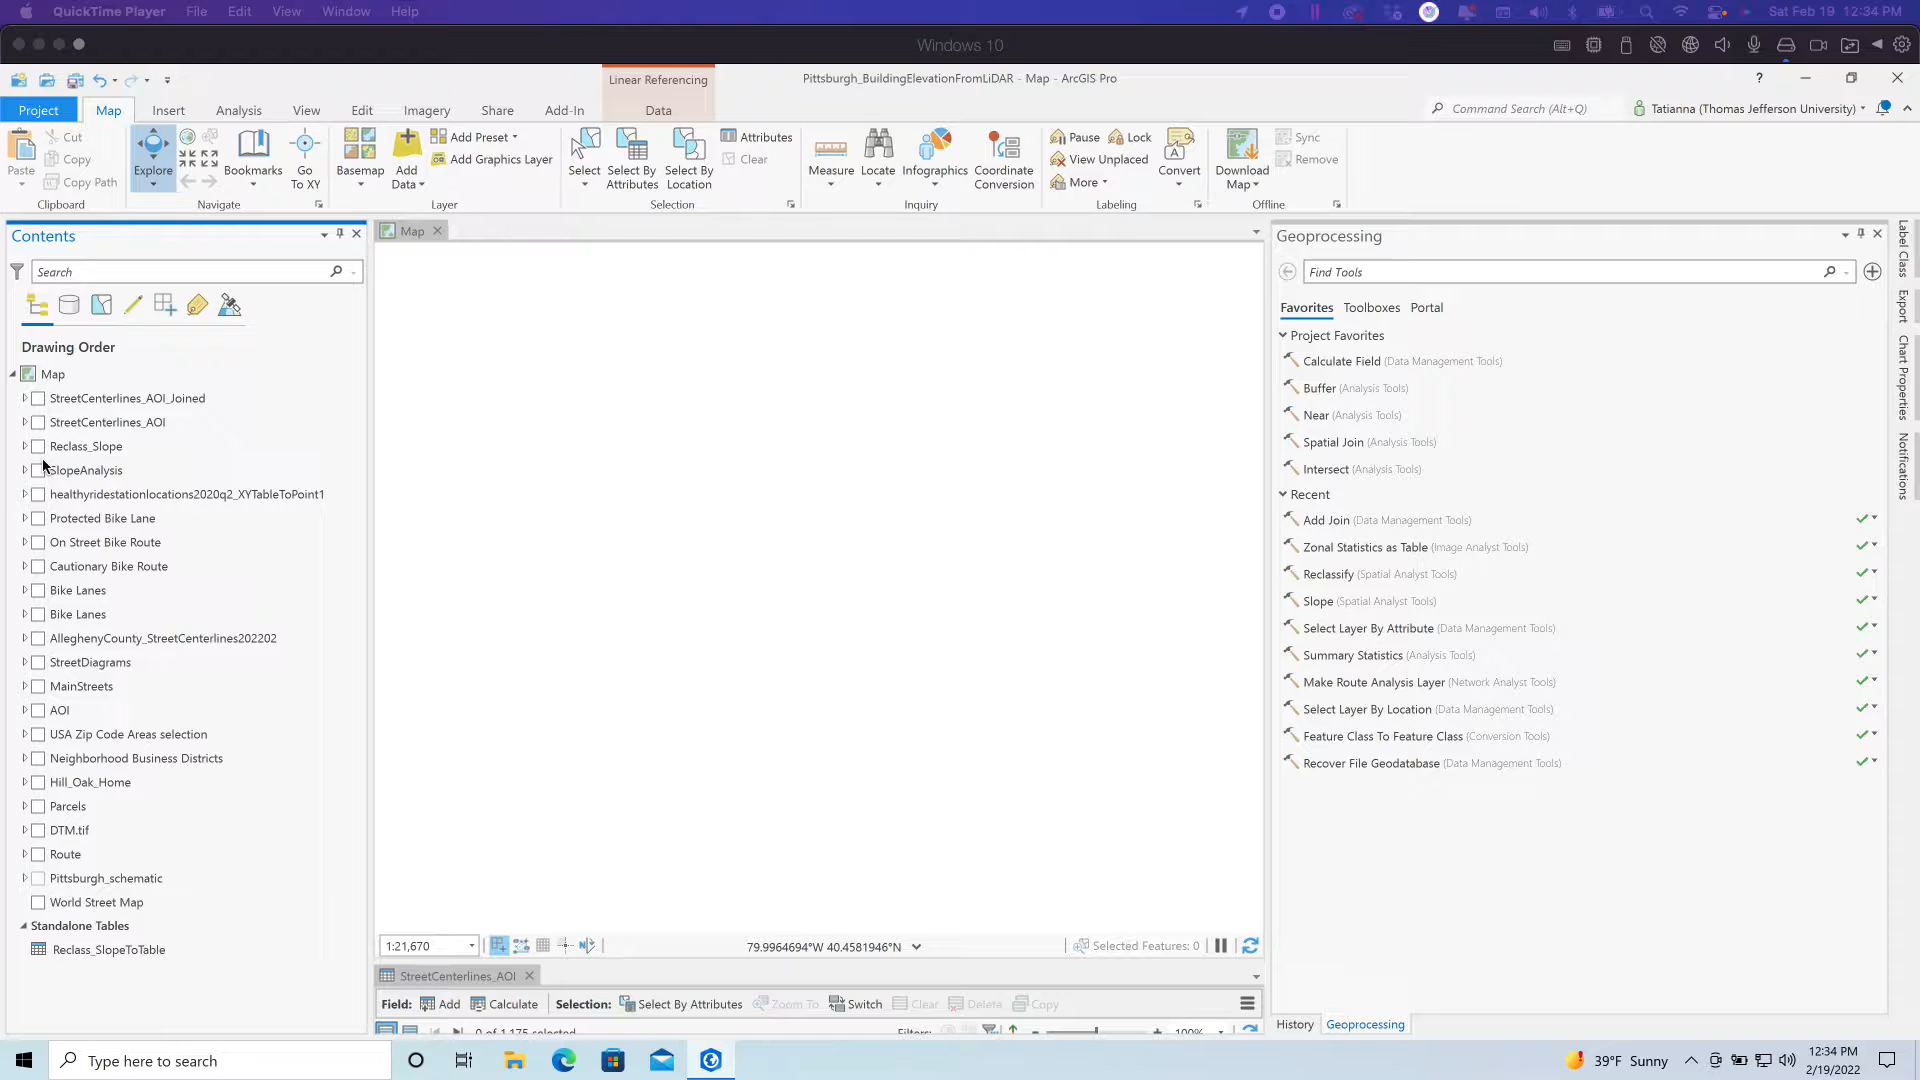 QuickTime Player File Edit View Window Help Sat Feb 19 12:34 PM
Windows 10
Linear Referencing
Pittsburgh_BuildingElevationFromLiDAR - Map - ArcGIS Pro
?
Project Map Insert Analysis View Edit Imagery Share Add-In Data
Command Search (Alt+Q)
Tatianna (Thomas Jefferson University)
Paste
Cut
Copy
Copy Path
Clipboard
Explore
Bookmarks
Go To XY
Navigate
Basemap
Add Data
Add Preset
Add Graphics Layer
Layer
Select
Select By Attributes
Select By Location
Attributes
Clear
Selection
Measure
Locate
Infographics
Coordinate Conversion
Inquiry
Pause
Lock
View Unplaced
More
Convert
Labeling
Download Map
Sync
Remove
Offline
Contents
Search
Drawing Order
Map
StreetCenterlines_AOI_Joined
StreetCenterlines_AOI
Reclass_Slope
SlopeAnalysis
healthyridestationlocations2020q2_XYTableToPoint1
Protected Bike Lane
On Street Bike Route
Cautionary Bike Route
Bike Lanes
Bike Lanes
AlleghenyCounty_StreetCenterlines202202
StreetDiagrams
MainStreets
AOI
USA Zip Code Areas selection
Neighborhood Business Districts
Hill_Oak_Home
Parcels
DTM.tif
Route
Pittsburgh_schematic
World Street Map
Standalone Tables
Reclass_SlopeToTable
Map
1:21,670
79.9964694°W 40.4581946°N
Selected Features: 0
StreetCenterlines_AOI
Field: Add Calculate Selection: Select By Attributes Zoom To Switch Clear Delete Copy
0 of 1,175 selected
Filters:
100%
Geoprocessing
Find Tools
Favorites Toolboxes Portal
Project Favorites
Calculate Field (Data Management Tools)
Buffer (Analysis Tools)
Near (Analysis Tools)
Spatial Join (Analysis Tools)
Intersect (Analysis Tools)
Recent
Add Join (Data Management Tools)
Zonal Statistics as Table (Image Analyst Tools)
Reclassify (Spatial Analyst Tools)
Slope (Spatial Analyst Tools)
Select Layer By Attribute (Data Management Tools)
Summary Statistics (Analysis Tools)
Make Route Analysis Layer (Network Analyst Tools)
Select Layer By Location (Data Management Tools)
Feature Class To Feature Class (Conversion Tools)
Recover File Geodatabase (Data Management Tools)
History Geoprocessing
Label Class
Export
Chart Properties
Notifications
Type here to search
39°F Sunny
12:34 PM
2/19/2022